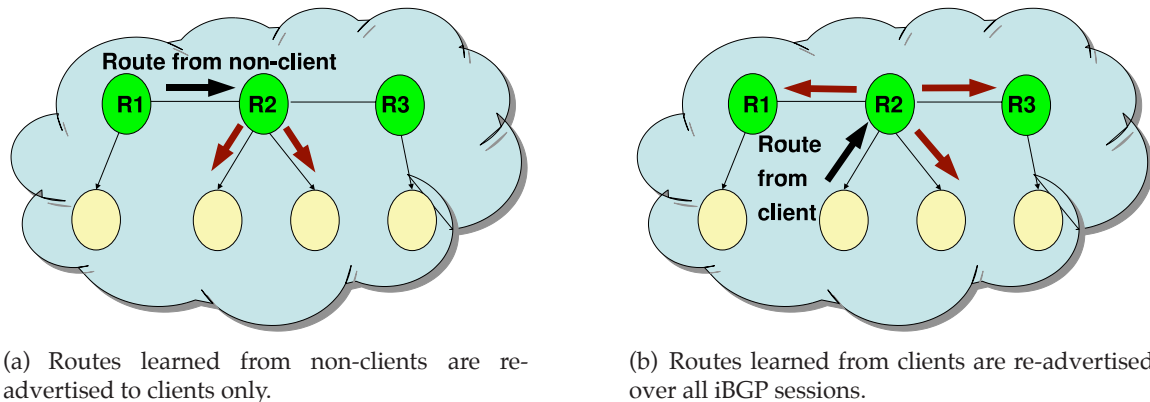 Route from non-client
R1
R2
R3
(a) Routes learned from non-clients are re-
advertised to clients only.
R1
R2
R3
Route
from
client
(b) Routes learned from clients are re-advertised
over all iBGP sessions.